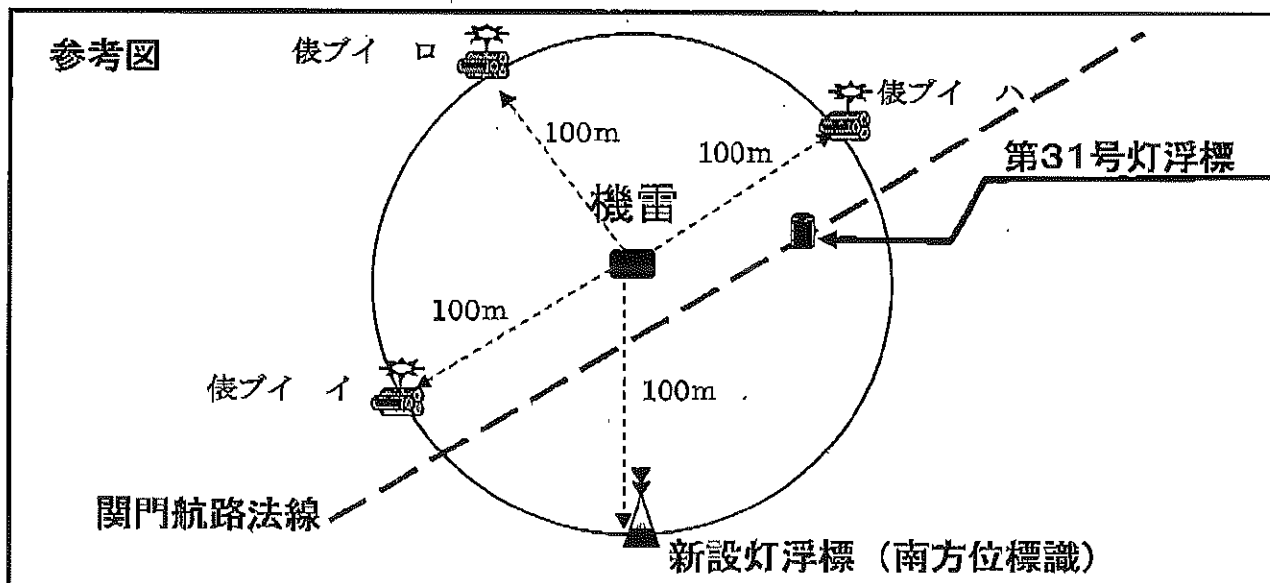 参考図
俵ブイ ロ
俵ブイ ハ
100m
100m
第31号灯浮標
機雷
100m
俵ブイ イ
100m
関門航路法線
新設灯浮標（南方位標識）